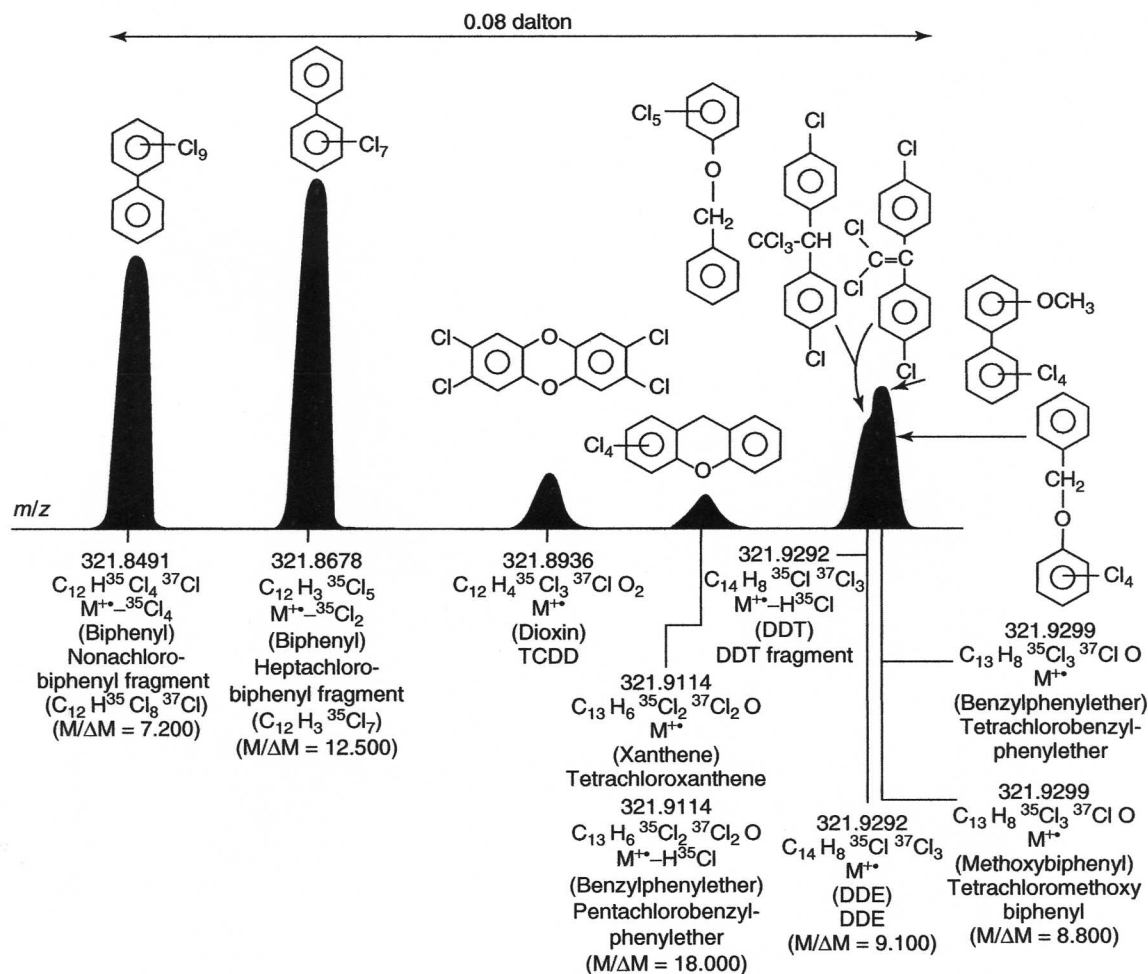 0.08 dalton
Cl₉
Cl₇
Cl₅
O
CH₂
Cl
CCl₃-CH
Cl
Cl
Cl
C=C
Cl
Cl
OCH₃
Cl₄
Cl
Cl
O
O
Cl
Cl
Cl₄
O
CH₂
O
Cl₄
m/z
321.8491
C₁₂ H³⁵ Cl₄ ³⁷Cl
M⁺•–³⁵Cl₄
(Biphenyl)
Nonachloro-
biphenyl fragment
(C₁₂ H³⁵ Cl₈ ³⁷Cl)
(M/ΔM = 7.200)
321.8678
C₁₂ H₃ ³⁵Cl₅
M⁺•–³⁵Cl₂
(Biphenyl)
Heptachloro-
biphenyl fragment
(C₁₂ H₃ ³⁵Cl₇)
(M/ΔM = 12.500)
321.8936
C₁₂ H₄ ³⁵Cl₃ ³⁷Cl O₂
M⁺•
(Dioxin)
TCDD
321.9114
C₁₃ H₆ ³⁵Cl₂ ³⁷Cl₂ O
M⁺•
(Xanthene)
Tetrachloroxanthene
321.9114
C₁₃ H₆ ³⁵Cl₂ ³⁷Cl₂ O
M⁺•–H³⁵Cl
(Benzylphenylether)
Pentachlorobenzyl-
phenylether
(M/ΔM = 18.000)
321.9292
C₁₄ H₈ ³⁵Cl ³⁷Cl₃
M⁺•–H³⁵Cl
(DDT)
DDT fragment
321.9292
C₁₄ H₈ ³⁵Cl ³⁷Cl₃
M⁺•
(DDE)
DDE
(M/ΔM = 9.100)
321.9299
C₁₃ H₈ ³⁵Cl₃ ³⁷Cl O
M⁺•
(Benzylphenylether)
Tetrachlorobenzyl-
phenylether
321.9299
C₁₃ H₈ ³⁵Cl₃ ³⁷Cl O
M⁺•
(Methoxybiphenyl)
Tetrachloromethoxy
biphenyl
(M/ΔM = 8.800)